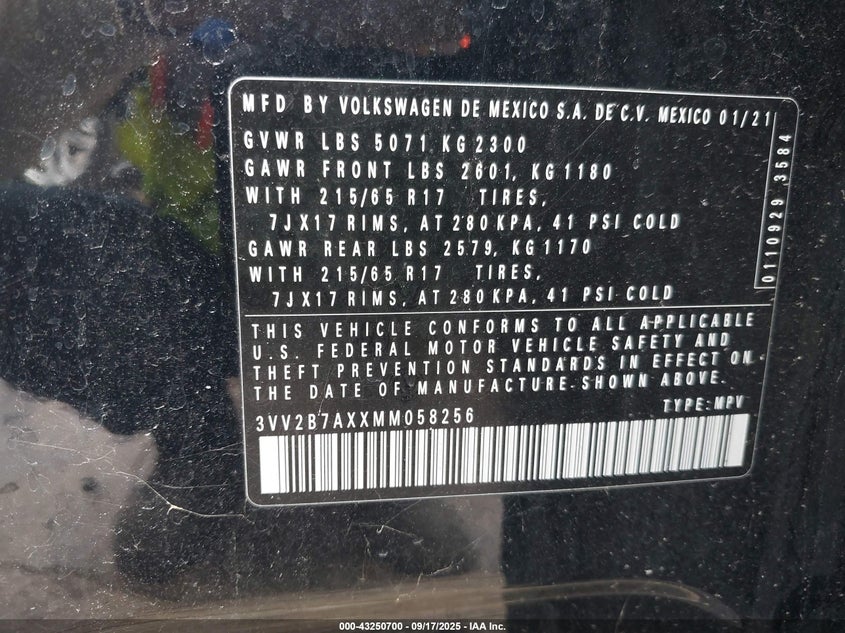 MFD BY VOLKSWAGEN DE MEXICO S.A. DE C.V. MEXICO 01/21
GVWR LBS 5071 KG 2300
GAWR FRONT LBS 2601, KG 1180
WITH 215/65 R17 TIRES,
7JX17 RIMS, AT 280 KPA, 41 PSI COLD
GAWR REAR LBS 2579, KG 1170
WITH 215/65 R17 TIRES,
7JX17 RIMS, AT 280 KPA, 41 PSI COLD
0110929 3584
THIS VEHICLE CONFORMS TO ALL APPLICABLE
U.S. FEDERAL MOTOR VEHICLE SAFETY AND
THEFT PREVENTION STANDARDS IN EFFECT ON
THE DATE OF MANUFACTURE SHOWN ABOVE.
3VV2B7AXXMM058256
TYPE: MPV
000-43250700 - 09/17/2025 - IAA Inc.